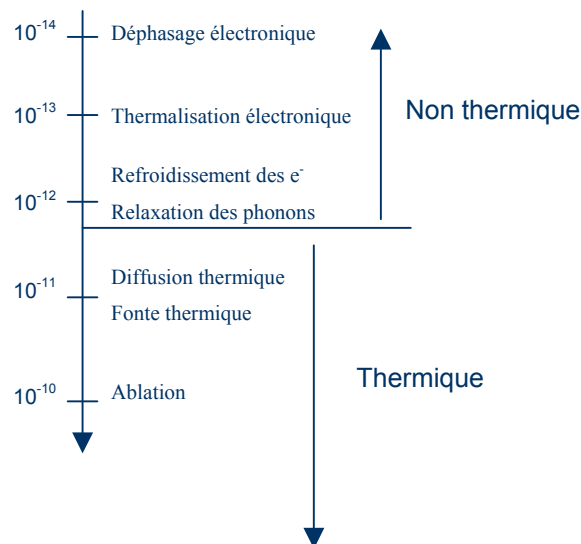 10⁻¹⁴ Déphasage électronique
10⁻¹³ Thermalisation électronique
Non thermique
Refroidissement des e⁻
10⁻¹²
Relaxation des phonons
Diffusion thermique
10⁻¹¹
Fonte thermique
Thermique
10⁻¹⁰ Ablation